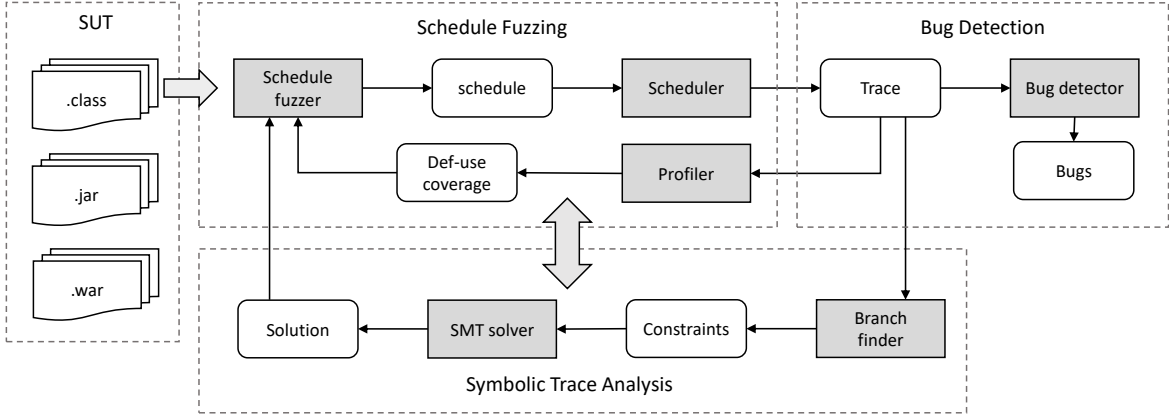 SUT
.class
.jar
.war
Schedule Fuzzing
Schedule
fuzzer
schedule
Scheduler
Def-use
coverage
Profiler
Bug Detection
Trace
Bug detector
Bugs
Solution
SMT solver
Constraints
Branch
finder
Symbolic Trace Analysis